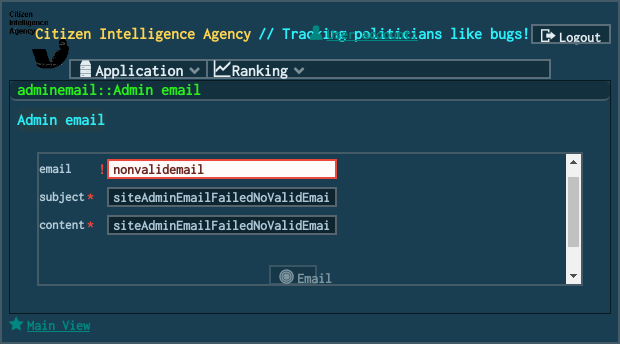 Citizen
Intelligence
Agency
Citizen Intelligence Agency // Tracking politicians like bugs!
Logout
Application Ranking
adminemail::Admin email
Admin email
email ! nonvalidemail
subject * siteAdminEmailFailedNoValidEmai
content * siteAdminEmailFailedNoValidEmai
Email
Main View